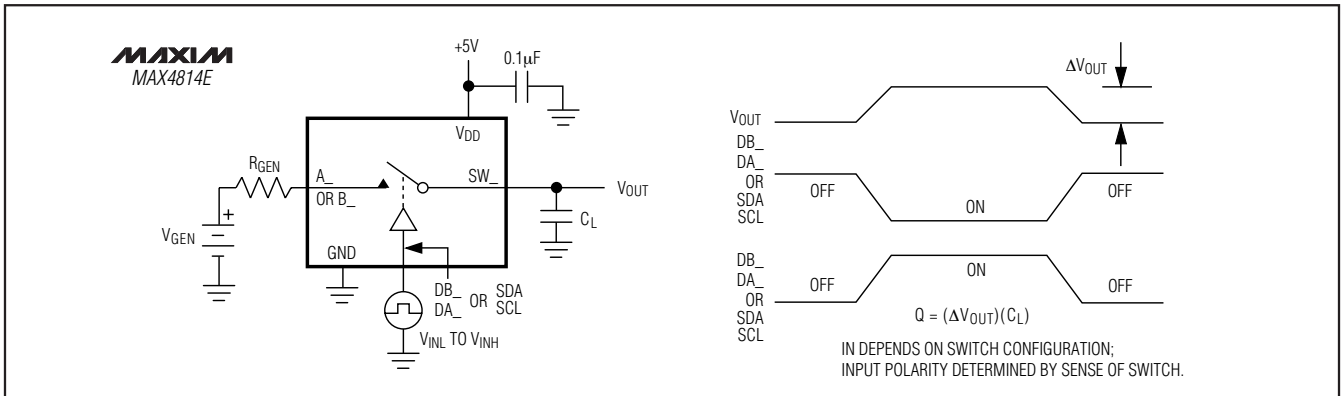 MAXIM
MAX4814E
+5V
0.1µF
VDD
RGEN
A_
OR B_
SW_
VOUT
CL
VGEN
+
GND
DB_
DA_
OR
SDA
SCL
VINL TO VINH
ΔVOUT
VOUT
DB_
DA_
OR
SDA
SCL
OFF
ON
OFF
DB_
DA_
OR
SDA
SCL
OFF
ON
OFF
Q = (ΔVOUT)(CL)
IN DEPENDS ON SWITCH CONFIGURATION;
INPUT POLARITY DETERMINED BY SENSE OF SWITCH.